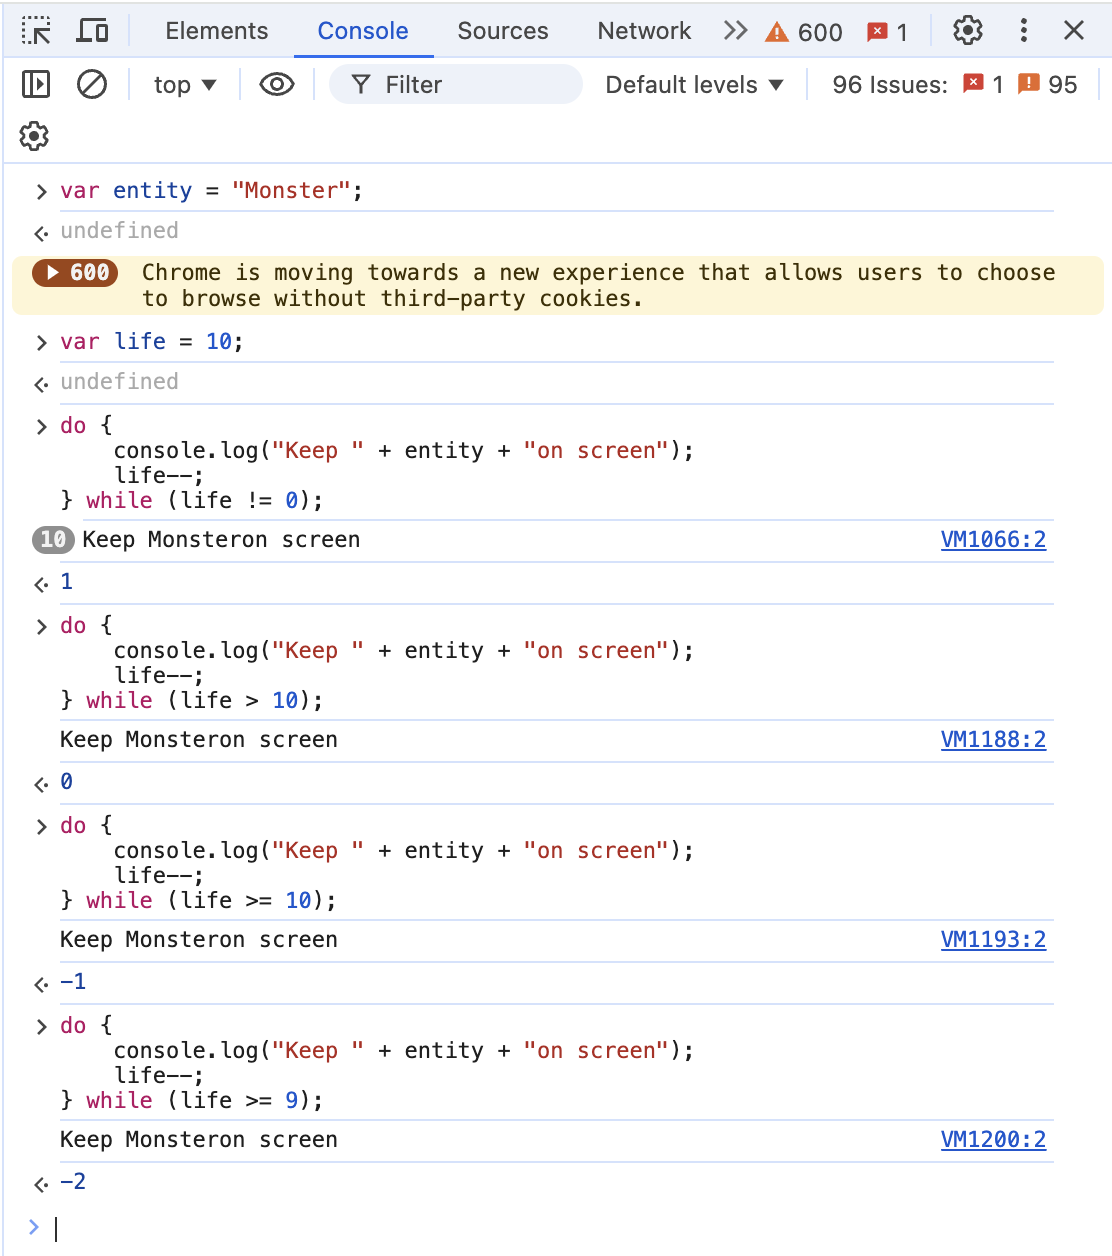 Elements Console Sources Network 600 1
top Filter Default levels 96 Issues: 1 95
var entity = "Monster";
undefined
600 Chrome is moving towards a new experience that allows users to choose
to browse without third-party cookies.
var life = 10;
undefined
do {
console.log("Keep " + entity + "on screen");
life--;
} while (life != 0);
10 Keep Monsteron screen VM1066:2
1
do {
console.log("Keep " + entity + "on screen");
life--;
} while (life > 10);
Keep Monsteron screen VM1188:2
0
do {
console.log("Keep " + entity + "on screen");
life--;
} while (life >= 10);
Keep Monsteron screen VM1193:2
-1
do {
console.log("Keep " + entity + "on screen");
life--;
} while (life >= 9);
Keep Monsteron screen VM1200:2
-2